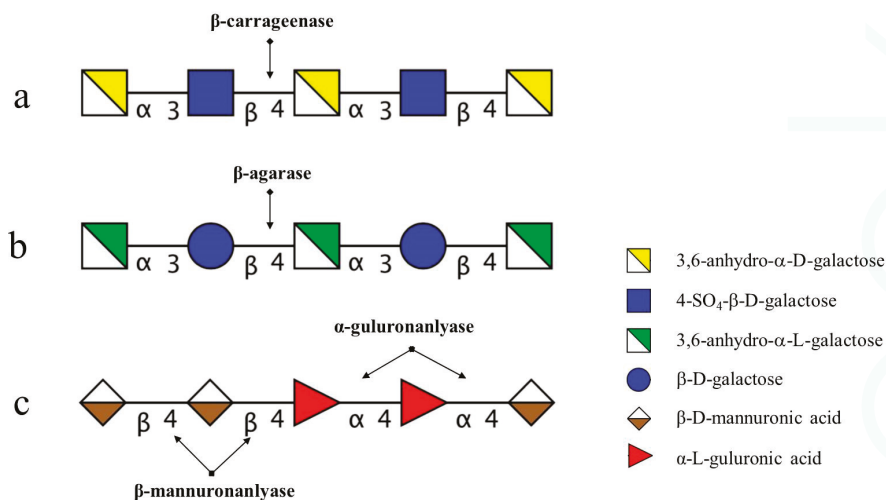 β-carrageenase
a
α 3 β 4 α 3 β 4
β-agarase
b
α 3 β 4 α 3 β 4
α-guluronanlyase
c
β 4 β 4 α 4 α 4
β-mannuronanlyase
3,6-anhydro-α-D-galactose
4-SO₄-β-D-galactose
3,6-anhydro-α-L-galactose
β-D-galactose
β-D-mannuronic acid
α-L-guluronic acid